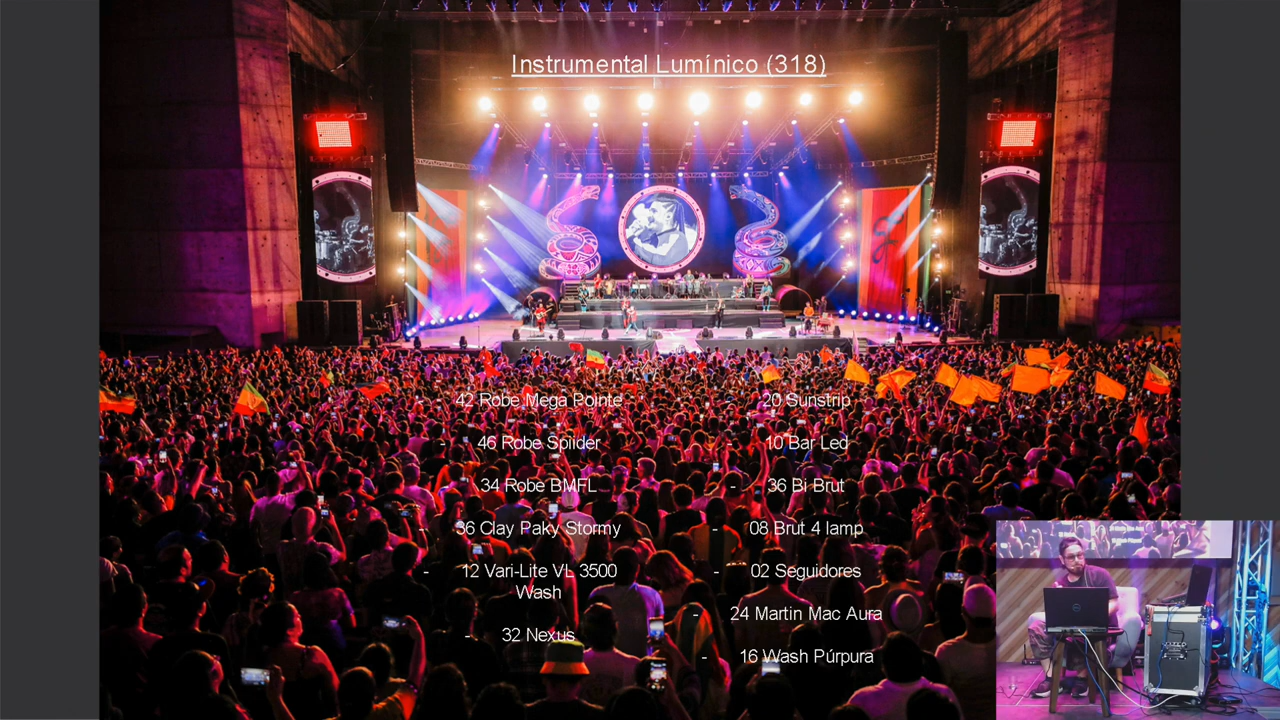 Instrumental Lumínico (318)
- 42 Robe Mega Pointe
- 46 Robe Spiider
- 34 Robe BMFL
- 36 Clay Paky Stormy
- 12 Vari-Lite VL 3500
Wash
- 32 Nexus
- 20 Sunstrip
- 10 Bar Led
- 36 Bi Brut
- 08 Brut 4 lamp
- 02 Seguidores
- 24 Martin Mac Aura
- 16 Wash Púrpura